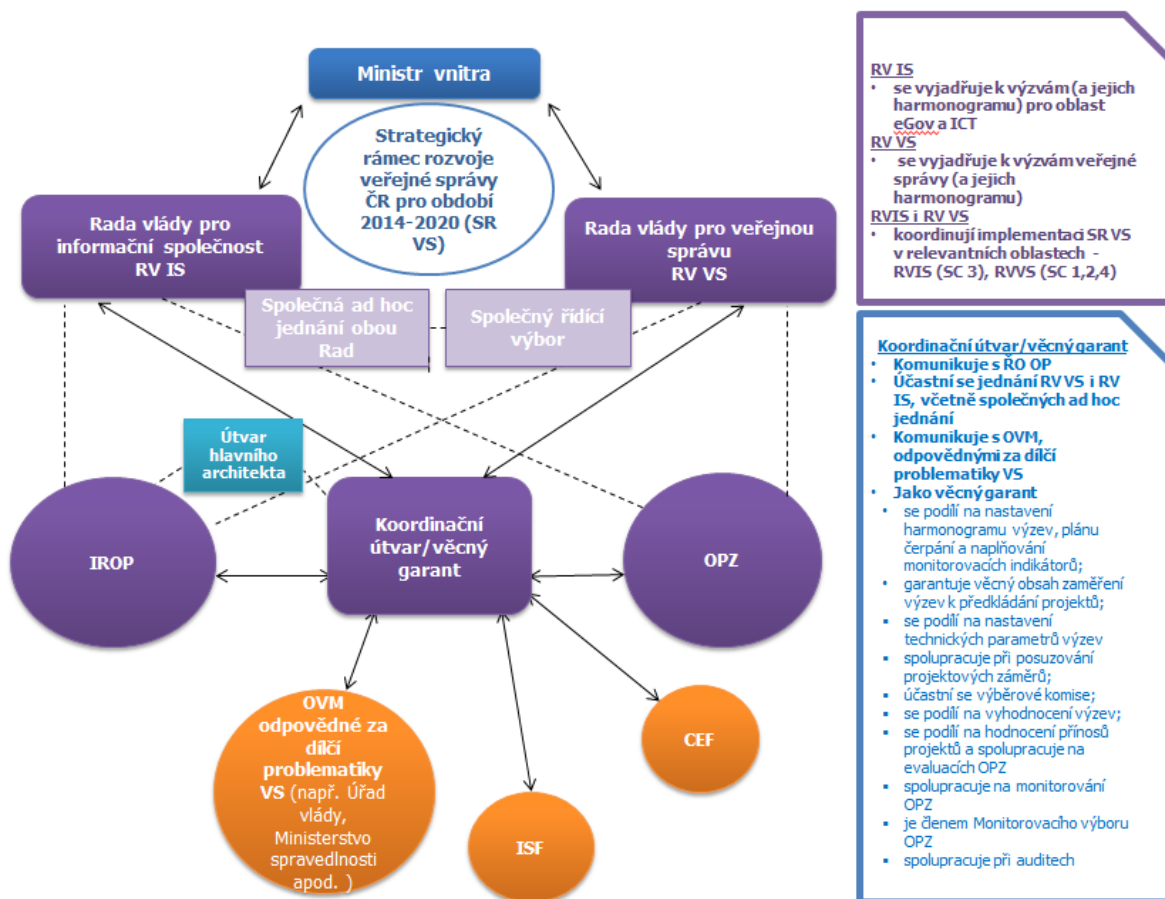 Ministr vnitra
Strategický
rámec rozvoje
veřejné správy
ČR pro období
2014-2020 (SR
VS)
Rada vlády pro
informační společnost
RV IS
Rada vlády pro veřejnou
správu
RV VS
Společná ad hoc
jednání obou
Rad
Společný řídící
výbor
Útvar
hlavního
architekta
IROP
Koordinační
útvar/věcný
garant
OPZ
OVM
odpovědné za
dílčí
problematiky
VS (např. Úřad
vlády,
Ministerstvo
spravedlnosti
apod. )
ISF
CEF
RV IS
• se vyjadřuje k výzvám (a jejich
harmonogramu) pro oblast
eGov a ICT
RV VS
• se vyjadřuje k výzvám veřejné
správy (a jejich
harmonogramu)
RVIS i RV VS
• koordinují implementaci SR VS
v relevantních oblastech -
RVIS (SC 3), RVVS (SC 1,2,4)
Koordinační útvar/věcný garant
• Komunikuje s ŘO OP
• Účastní se jednání RV VS i RV
IS, včetně společných ad hoc
jednání
• Komunikuje s OVM,
odpovědnými za dílčí
problematiky VS
• Jako věcný garant
• se podílí na nastavení
harmonogramu výzev, plánu
čerpání a naplňování
monitorovacích indikátorů;
• garantuje věcný obsah zaměření
výzev k předkládání projektů;
▪ se podílí na nastavení
technických parametrů výzev
▪ spolupracuje při posuzování
projektových záměrů;
▪ účastní se výběrové komise;
▪ se podílí na vyhodnocení výzev;
▪ se podílí na hodnocení přínosů
projektů a spolupracuje na
evaluacích OPZ
▪ spolupracuje na monitorování
OPZ
▪ je členem Monitorovacího výboru
OPZ
▪ spolupracuje při auditech